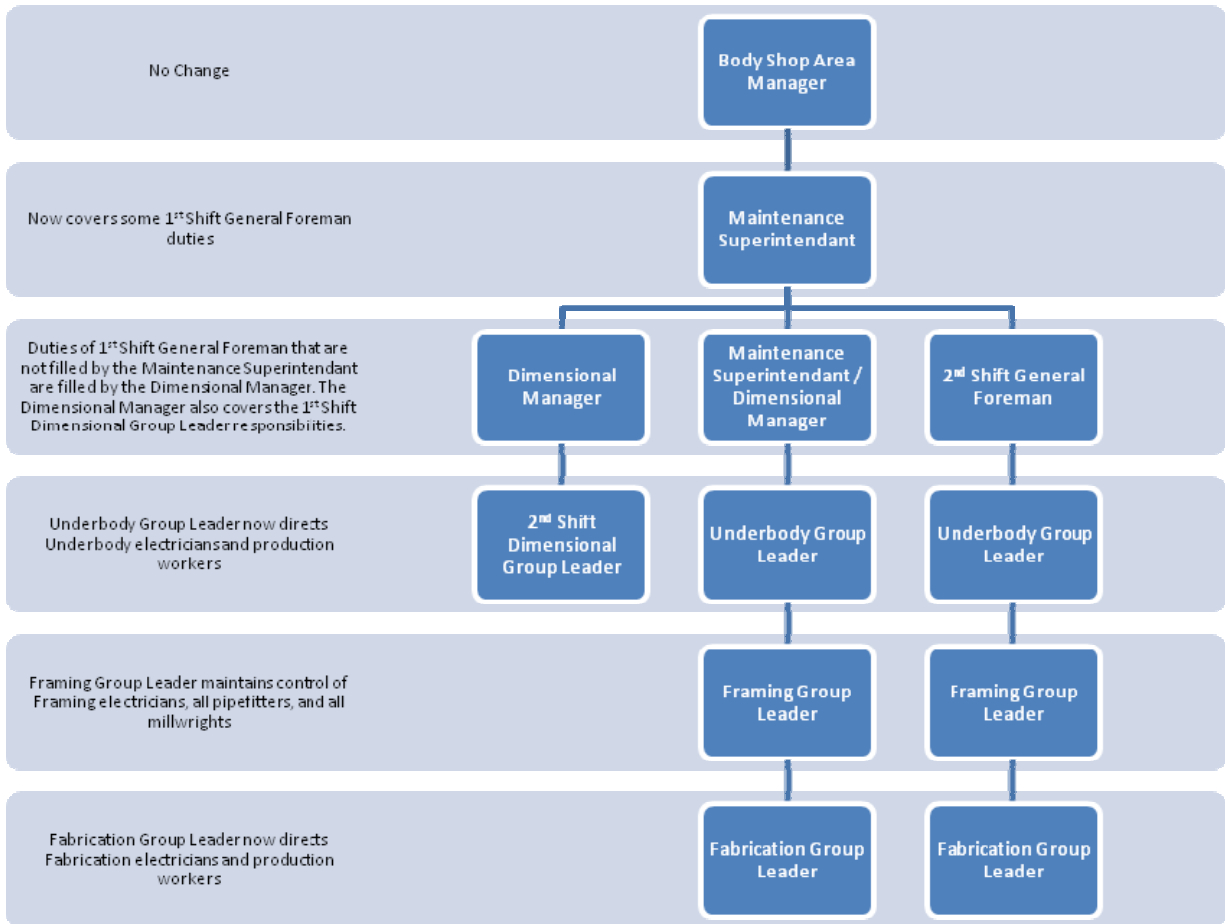 No Change
Body Shop Area
Manager
Now covers some 1st Shift General Foreman
duties
Maintenance
Superintendant
Duties of 1st Shift General Foreman that are
not filled by the Maintenance Superintendant
are filled by the Dimensional Manager. The
Dimensional Manager also covers the 1st Shift
Dimensional Group Leader responsibiities.
Dimensional
Manager
Maintenance
Superintendant /
Dimensional
Manager
2nd Shift General
Foreman
Underbody Group Leader now directs
Underbody electricians and production
workers
2nd Shift
Dimensional
Group Leader
Underbody Group
Leader
Underbody Group
Leader
Framing Group Leader maintains control of
Framing electricians, all pipefitters, and all
millwrights
Framing Group
Leader
Framing Group
Leader
Fabrication Group Leader now directs
Fabrication electricians and production
workers
Fabrication Group
Leader
Fabrication Group
Leader